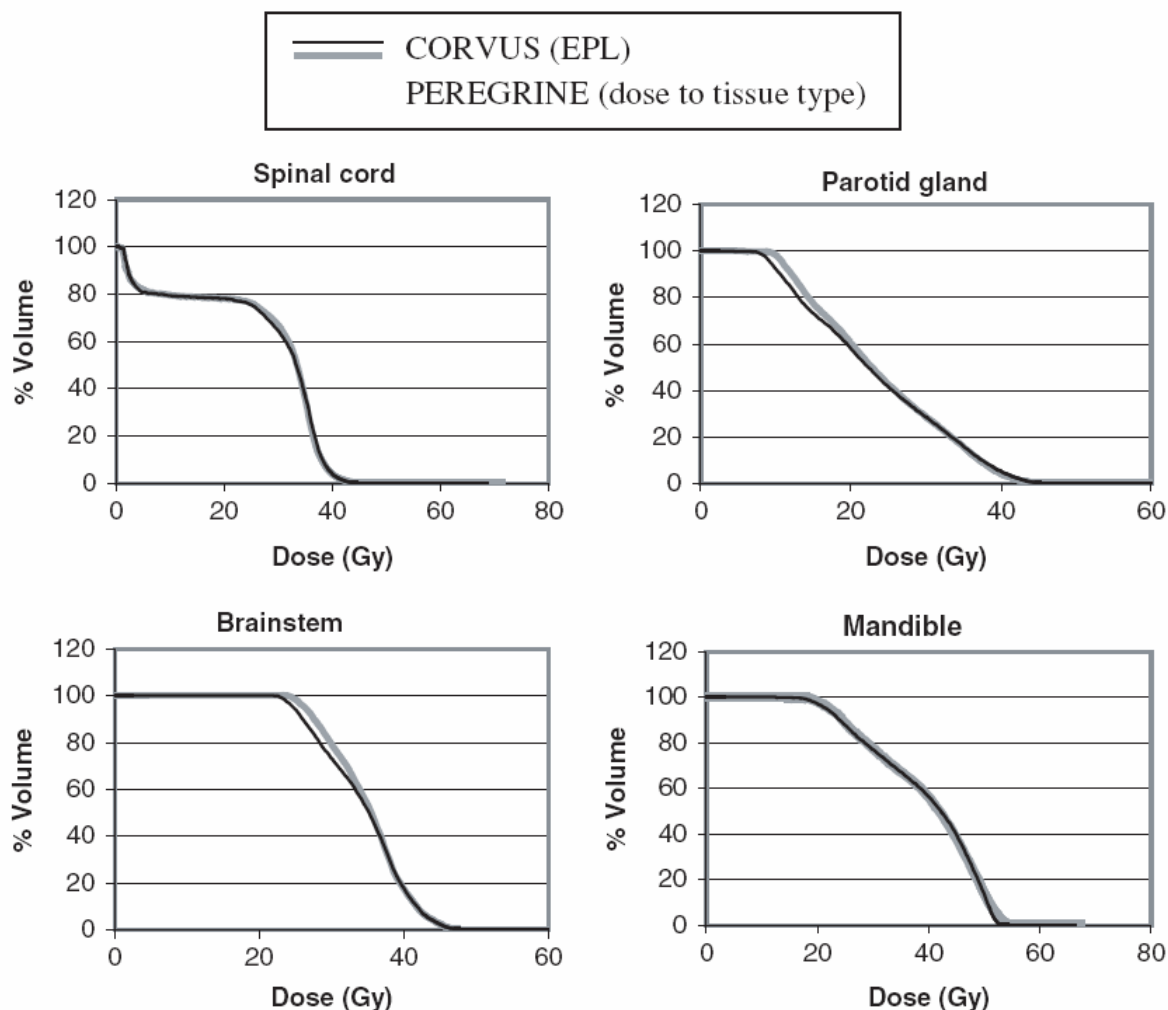 CORVUS (EPL)
PEREGRINE (dose to tissue type)
Spinal cord
120
100
80
60
40
20
0
% Volume
0 20 40 60 80
Dose (Gy)
Parotid gland
120
100
80
60
40
20
0
% Volume
0 20 40 60
Dose (Gy)
Brainstem
120
100
80
60
40
20
0
% Volume
0 20 40 60
Dose (Gy)
Mandible
120
100
80
60
40
20
0
% Volume
0 20 40 60 80
Dose (Gy)